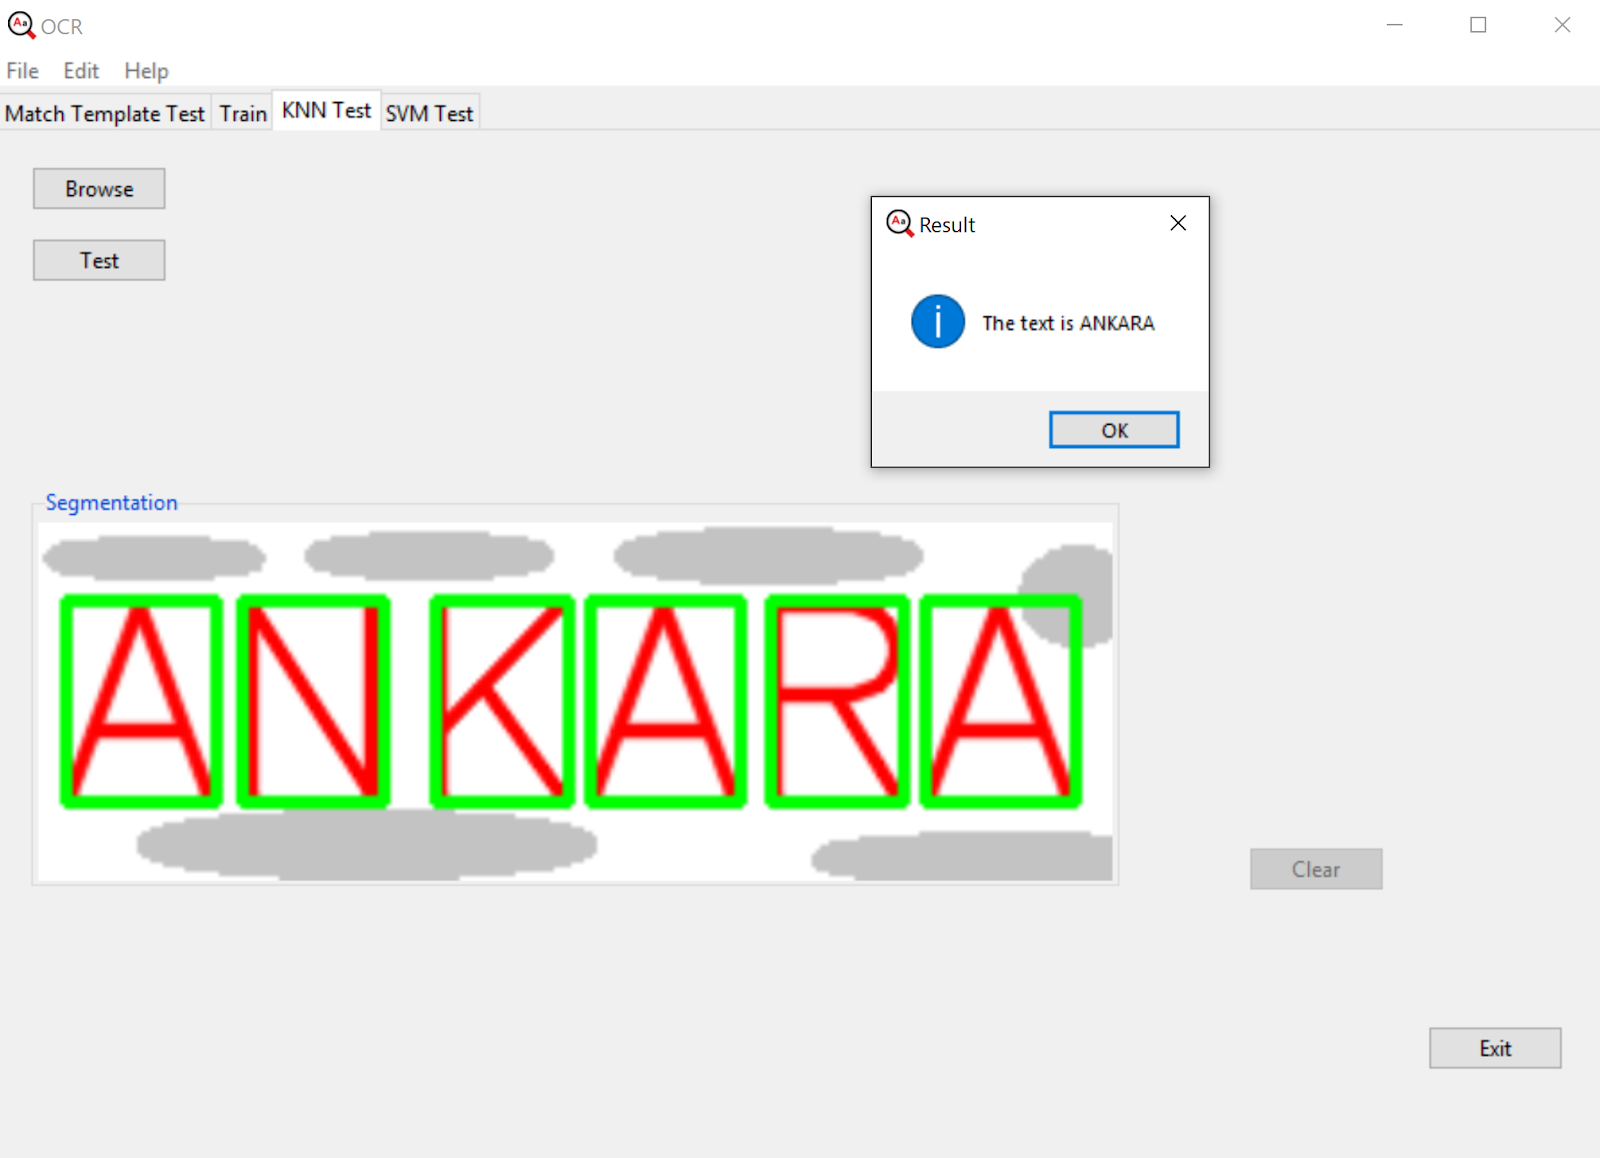 OCR
File Edit Help
Match Template Test Train KNN Test SVM Test
Browse
Test
Aa Result
The text is ANKARA
OK
Segmentation
ANKARA
Clear
Exit